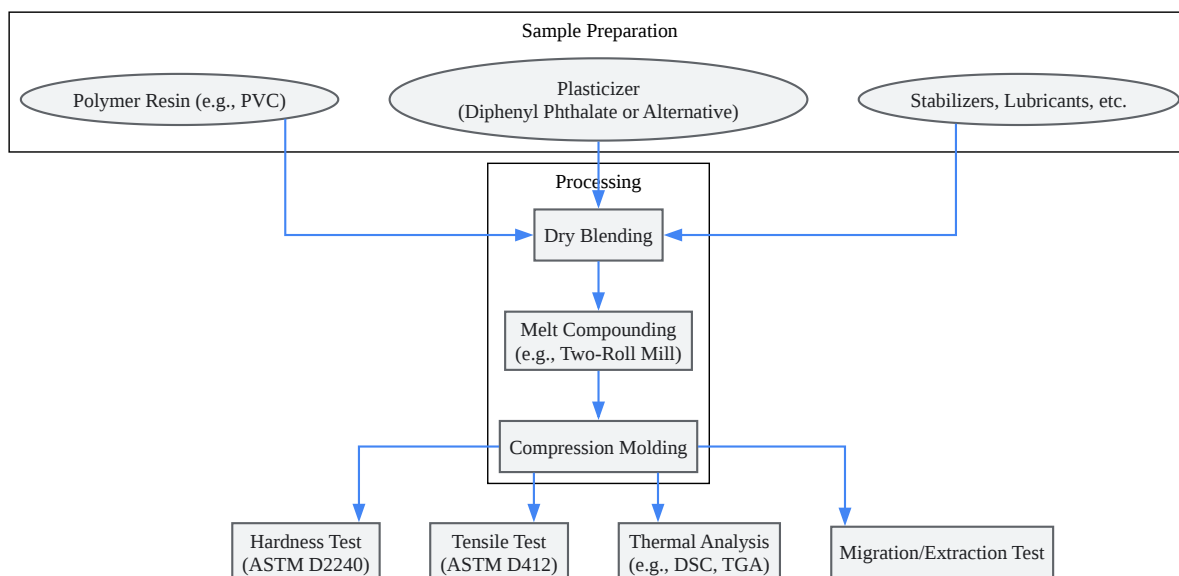 Sample Preparation
Polymer Resin (e.g., PVC)
Plasticizer
(Diphenyl Phthalate or Alternative)
Stabilizers, Lubricants, etc.
Processing
Dry Blending
Melt Compounding
(e.g., Two-Roll Mill)
Compression Molding
Hardness Test
(ASTM D2240)
Tensile Test
(ASTM D412)
Thermal Analysis
(e.g., DSC, TGA)
Migration/Extraction Test